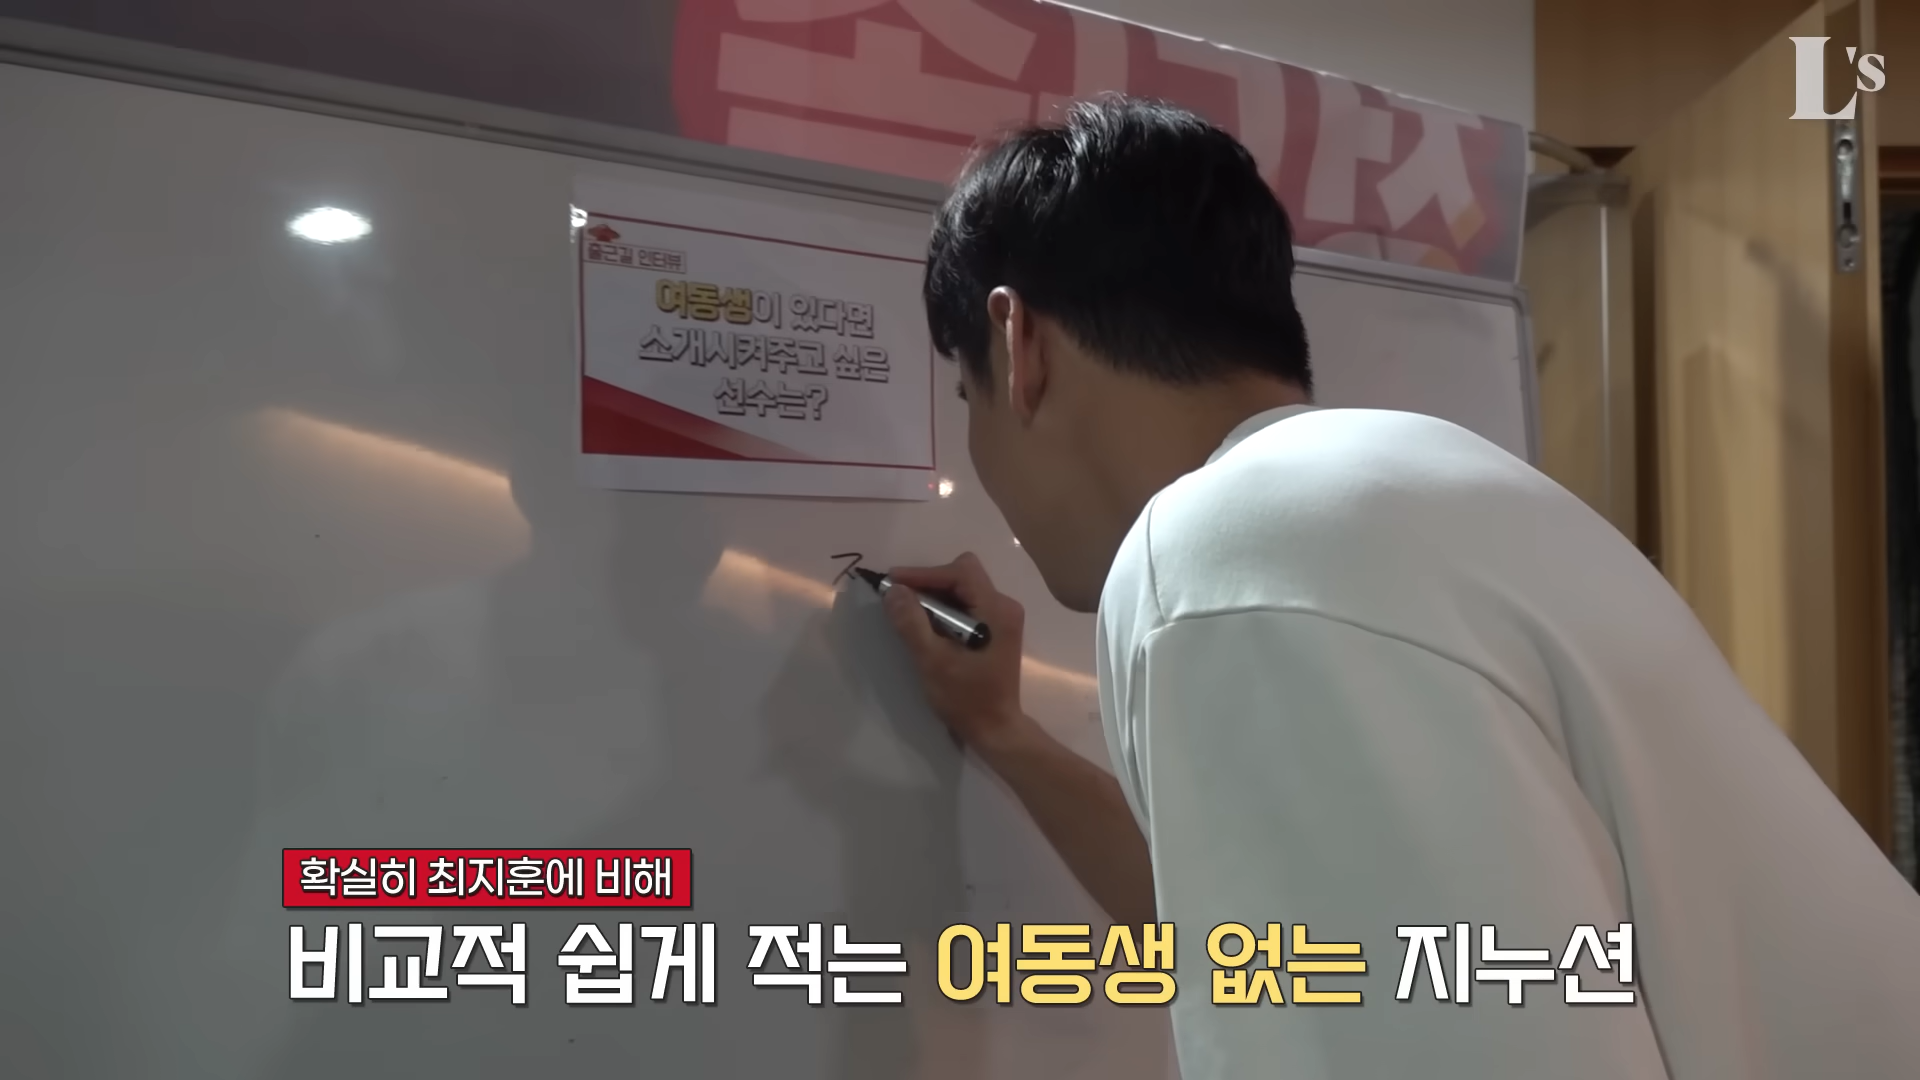 L's
출근길 인터뷰
여동생이 있다면
소개시켜주고 싶은
선수는?
확실히 최지훈에 비해
비교적 쉽게 적는 여동생 없는 지누션